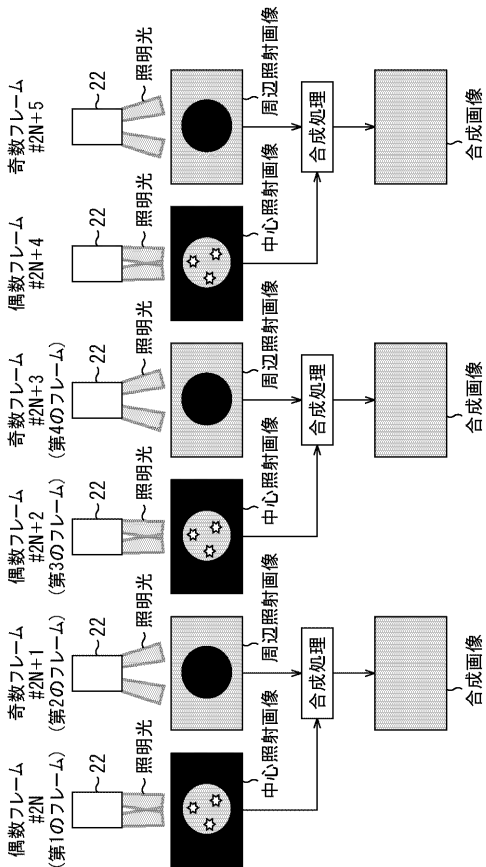 偶数フレーム
#2N
(第1のフレーム)
奇数フレーム
#2N+1
(第2のフレーム)
偶数フレーム
#2N+2
(第3のフレーム)
奇数フレーム
#2N+3
(第4のフレーム)
偶数フレーム
#2N+4
奇数フレーム
#2N+5
22
22
22
22
22
22
照明光
照明光
照明光
照明光
照明光
照明光
中心照射画像
周辺照射画像
中心照射画像
周辺照射画像
中心照射画像
周辺照射画像
合成処理
合成処理
合成処理
合成画像
合成画像
合成画像